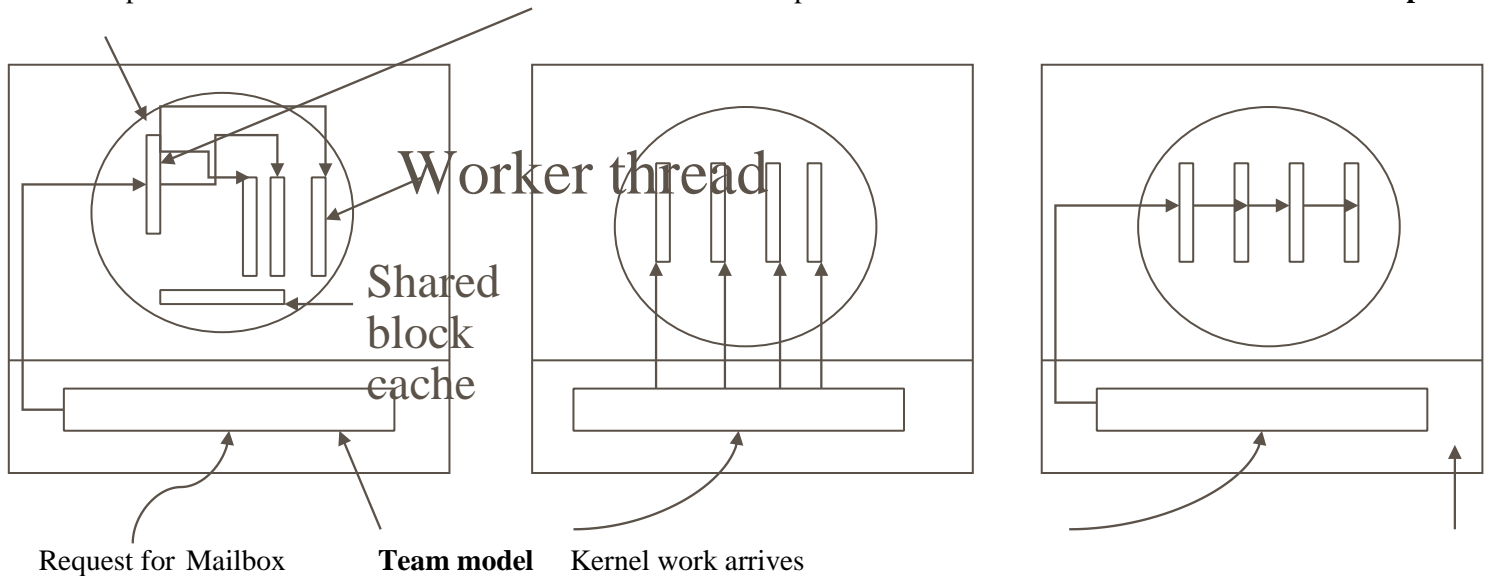 Worker thread
Shared
block
cache
Request for Mailbox Team model Kernel work arrives